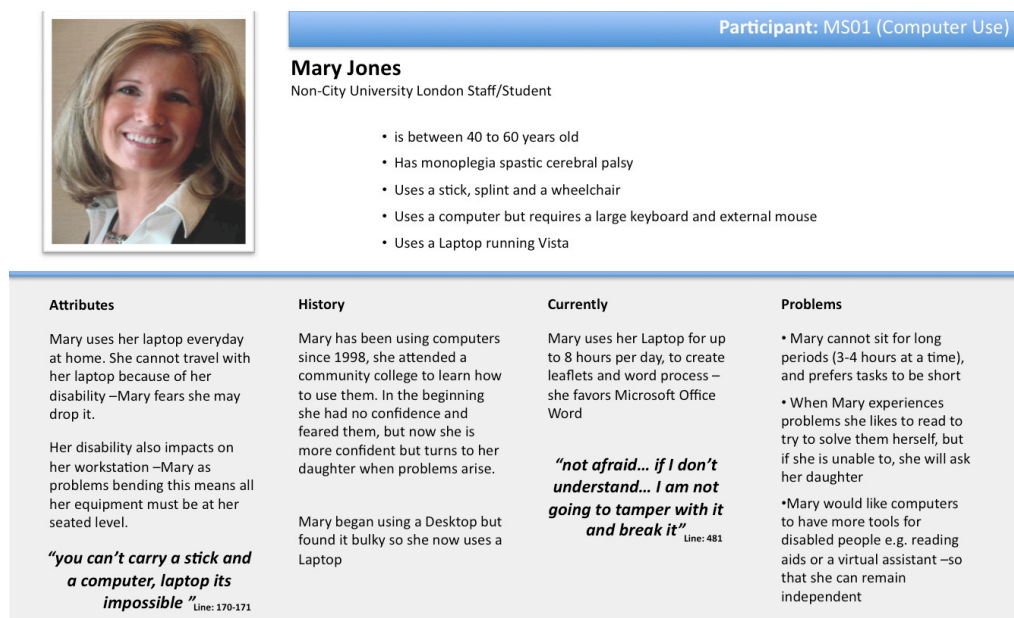 Participant: MS01 (Computer Use)
Mary Jones
Non-City University London Staff/Student
• is between 40 to 60 years old
• Has monoplegia spastic cerebral palsy
• Uses a stick, splint and a wheelchair
• Uses a computer but requires a large keyboard and external mouse
• Uses a Laptop running Vista
Attributes
Mary uses her laptop everyday
at home. She cannot travel with
her laptop because of her
disability –Mary fears she may
drop it.
Her disability also impacts on
her workstation –Mary as
problems bending this means all
her equipment must be at her
seated level.
“you can’t carry a stick and
a computer, laptop its
impossible ” Line: 170-171
History
Mary has been using computers
since 1998, she attended a
community college to learn how
to use them. In the beginning
she had no confidence and
feared them, but now she is
more confident but turns to her
daughter when problems arise.
Mary began using a Desktop but
found it bulky so she now uses a
Laptop
Currently
Mary uses her Laptop for up
to 8 hours per day, to create
leaflets and word process –
she favors Microsoft Office
Word
“not afraid… if I don’t
understand… I am not
going to tamper with it
and break it” Line: 481
Problems
• Mary cannot sit for long
periods (3-4 hours at a time),
and prefers tasks to be short
• When Mary experiences
problems she likes to read to
try to solve them herself, but
if she is unable to, she will ask
her daughter
•Mary would like computers
to have more tools for
disabled people e.g. reading
aids or a virtual assistant –so
that she can remain
independent